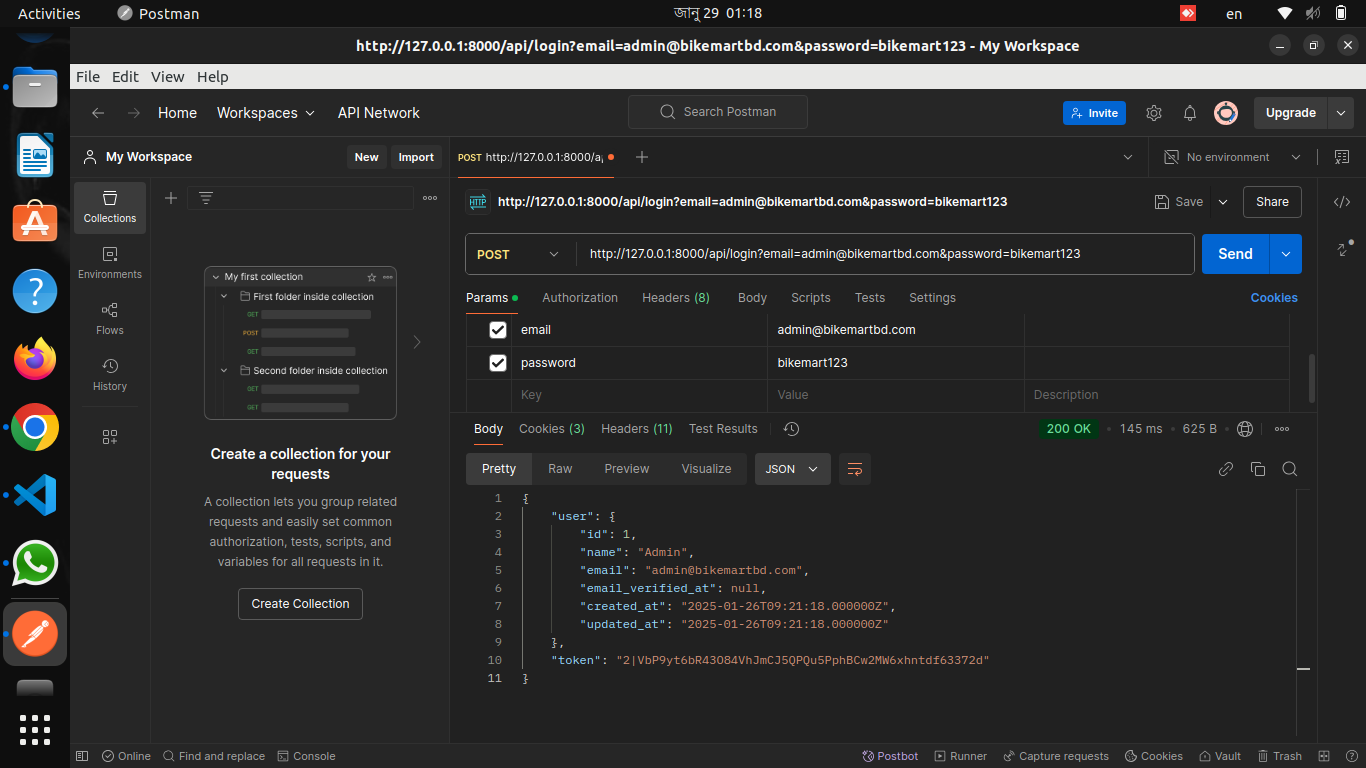 Activities
Postman
জানু 29 01:18
en
http://127.0.0.1:8000/api/login?email=admin@bikemartbd.com&password=bikemart123 - My Workspace
File Edit View Help
Home
Workspaces
API Network
Search Postman
Invite
Upgrade
My Workspace
New
Import
POST http://127.0.0.1:8000/a
No environment
Collections
Environments
Flows
History
My first collection
First folder inside collection
GET
POST
GET
Second folder inside collection
GET
GET
Create a collection for your
requests
A collection lets you group related
requests and easily set common
authorization, tests, scripts, and
variables for all requests in it.
Create Collection
HTTP
http://127.0.0.1:8000/api/login?email=admin@bikemartbd.com&password=bikemart123
Save
Share
POST
http://127.0.0.1:8000/api/login?email=admin@bikemartbd.com&password=bikemart123
Send
Params
Authorization
Headers (8)
Body
Scripts
Tests
Settings
Cookies
email admin@bikemartbd.com
password bikemart123
Key Value Description
Body
Cookies (3)
Headers (11)
Test Results
200 OK
145 ms
625 B
Pretty
Raw
Preview
Visualize
JSON
1 {
2 "user": {
3 "id": 1,
4 "name": "Admin",
5 "email": "admin@bikemartbd.com",
6 "email_verified_at": null,
7 "created_at": "2025-01-26T09:21:18.000000Z",
8 "updated_at": "2025-01-26T09:21:18.000000Z"
9 },
10 "token": "2|VbP9yt6bR43O84VhJmCJ5QPQu5PphBCw2MW6xhntdf63372d"
11 }
Online
Find and replace
Console
Postbot
Runner
Capture requests
Cookies
Vault
Trash